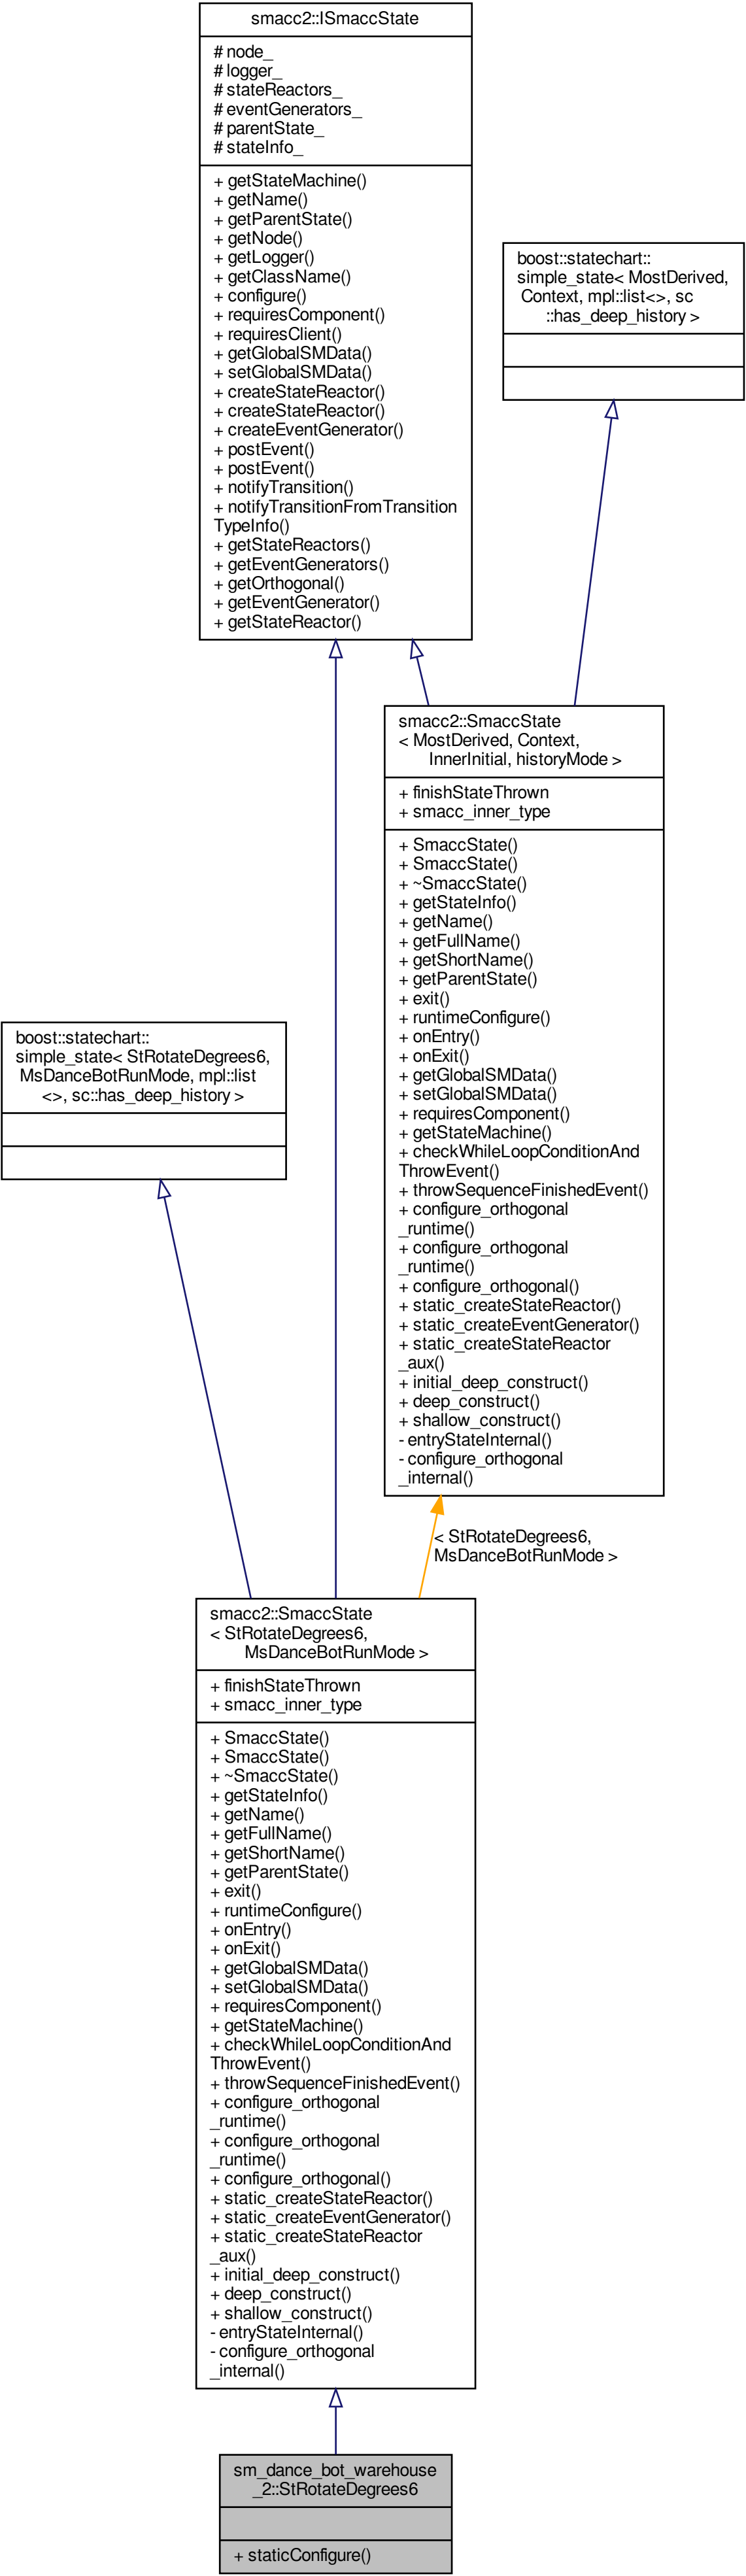 smacc2::ISmaccState
# node_
# logger_
# stateReactors_
# eventGenerators_
# parentState_
# stateInfo_
+ getStateMachine()
+ getName()
+ getParentState()
+ getNode()
+ getLogger()
+ getClassName()
+ configure()
+ requiresComponent()
+ requiresClient()
+ getGlobalSMData()
+ setGlobalSMData()
+ createStateReactor()
+ createStateReactor()
+ createEventGenerator()
+ postEvent()
+ postEvent()
+ notifyTransition()
+ notifyTransitionFromTransition
TypeInfo()
+ getStateReactors()
+ getEventGenerators()
+ getOrthogonal()
+ getEventGenerator()
+ getStateReactor()
boost::statechart::
simple_state< MostDerived,
Context, mpl::list<>, sc
::has_deep_history >
smacc2::SmaccState
< MostDerived, Context,
InnerInitial, historyMode >
+ finishStateThrown
+ smacc_inner_type
+ SmaccState()
+ SmaccState()
+ ~SmaccState()
+ getStateInfo()
+ getName()
+ getFullName()
+ getShortName()
+ getParentState()
+ exit()
+ runtimeConfigure()
+ onEntry()
+ onExit()
+ getGlobalSMData()
+ setGlobalSMData()
+ requiresComponent()
+ getStateMachine()
+ checkWhileLoopConditionAnd
ThrowEvent()
+ throwSequenceFinishedEvent()
+ configure_orthogonal
_runtime()
+ configure_orthogonal
_runtime()
+ configure_orthogonal()
+ static_createStateReactor()
+ static_createEventGenerator()
+ static_createStateReactor
_aux()
+ initial_deep_construct()
+ deep_construct()
+ shallow_construct()
- entryStateInternal()
- configure_orthogonal
_internal()
boost::statechart::
simple_state< StRotateDegrees6,
MsDanceBotRunMode, mpl::list
<>, sc::has_deep_history >
< StRotateDegrees6,
MsDanceBotRunMode >
smacc2::SmaccState
< StRotateDegrees6,
MsDanceBotRunMode >
+ finishStateThrown
+ smacc_inner_type
+ SmaccState()
+ SmaccState()
+ ~SmaccState()
+ getStateInfo()
+ getName()
+ getFullName()
+ getShortName()
+ getParentState()
+ exit()
+ runtimeConfigure()
+ onEntry()
+ onExit()
+ getGlobalSMData()
+ setGlobalSMData()
+ requiresComponent()
+ getStateMachine()
+ checkWhileLoopConditionAnd
ThrowEvent()
+ throwSequenceFinishedEvent()
+ configure_orthogonal
_runtime()
+ configure_orthogonal
_runtime()
+ configure_orthogonal()
+ static_createStateReactor()
+ static_createEventGenerator()
+ static_createStateReactor
_aux()
+ initial_deep_construct()
+ deep_construct()
+ shallow_construct()
- entryStateInternal()
- configure_orthogonal
_internal()
sm_dance_bot_warehouse
_2::StRotateDegrees6
+ staticConfigure()